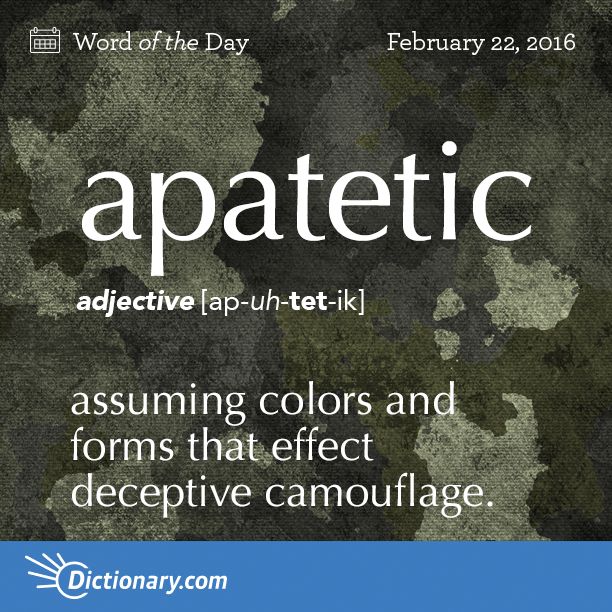 Word of the Day
February 22, 2016
apatetic
adjective [ap-uh-tet-ik]
assuming colors and
forms that effect
deceptive camouflage.
Dictionary.com